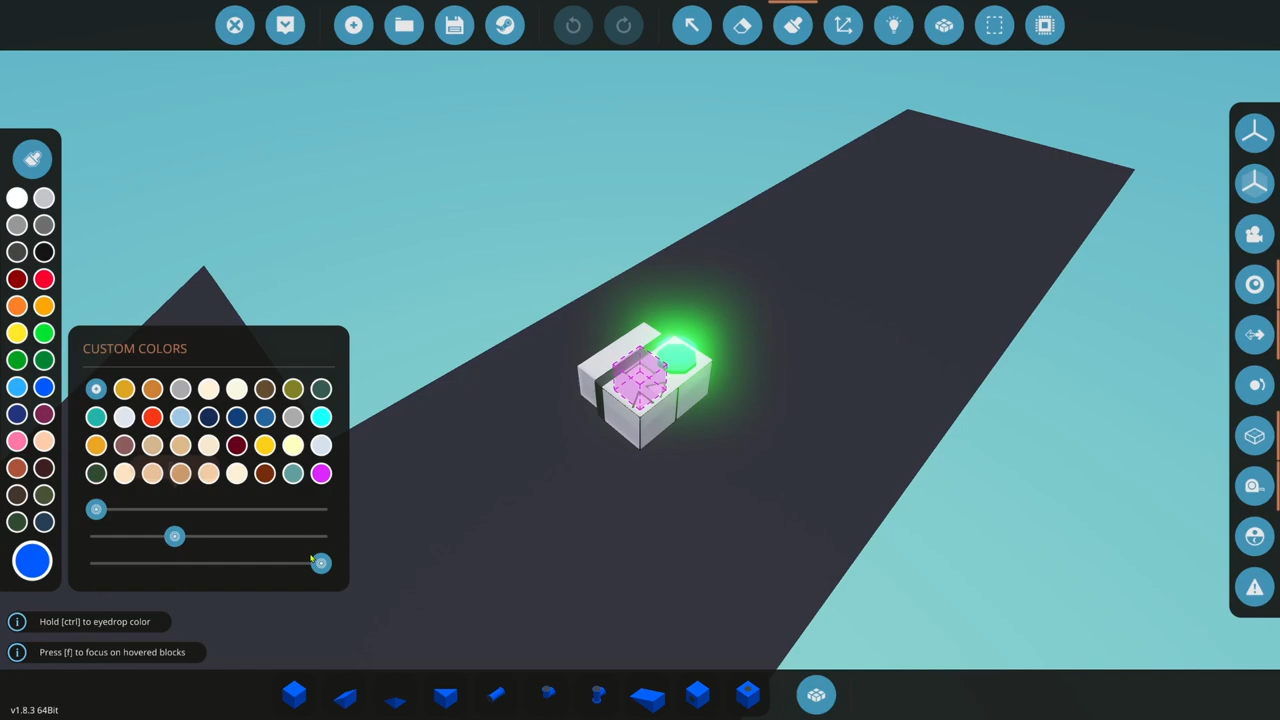 CUSTOM COLORS
Hold [ctrl] to eyedrop color
Press [f] to focus on hovered blocks
v1.8.3 64Bit